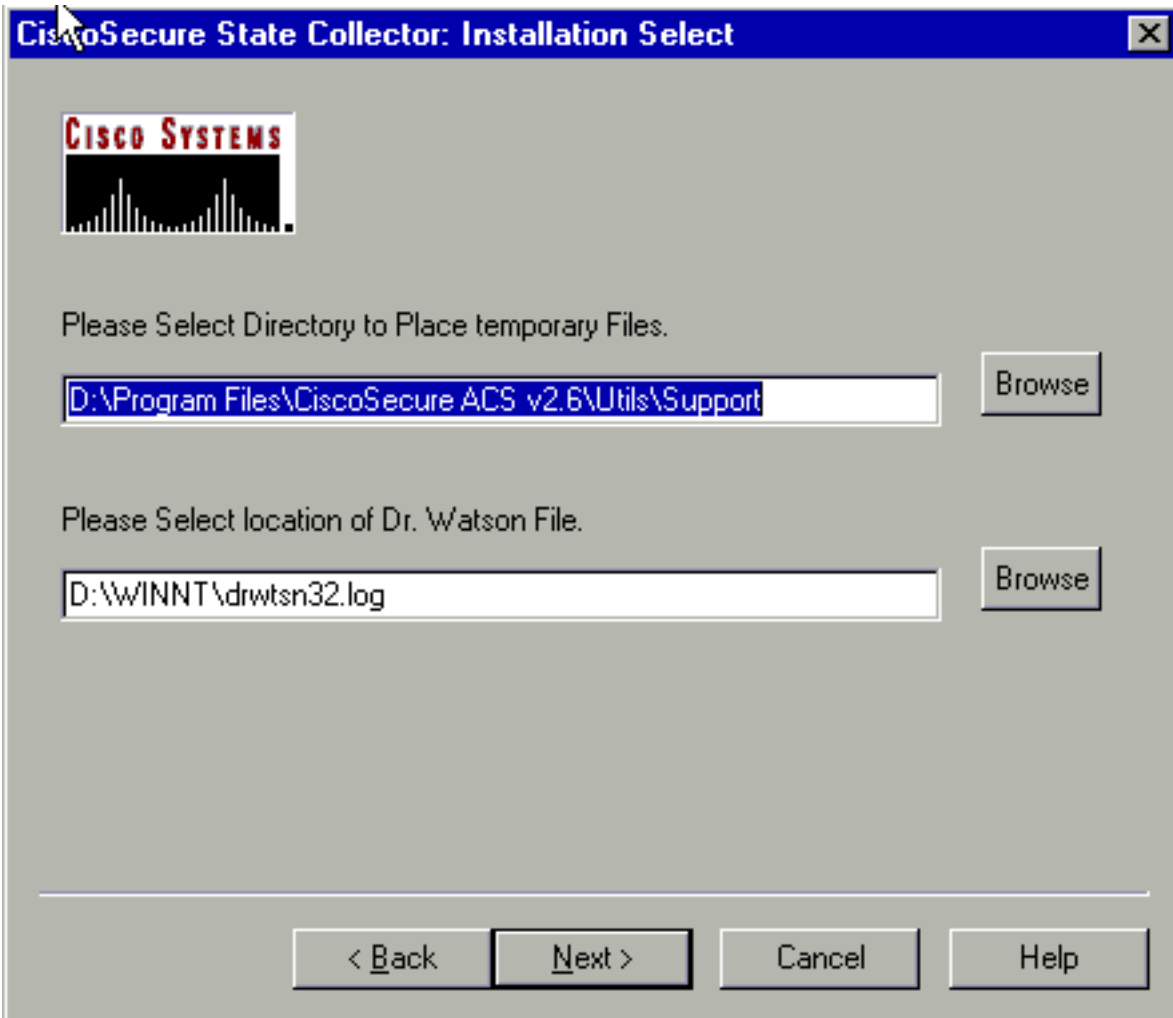 CiscoSecure State Collector: Installation Select
CISCO SYSTEMS
Please Select Directory to Place temporary Files.
D:\Program Files\CiscoSecure ACS v2.6\Utils\Support
Browse
Please Select location of Dr. Watson File.
D:\WINNT\drwtsn32.log
Browse
< Back
Next >
Cancel
Help